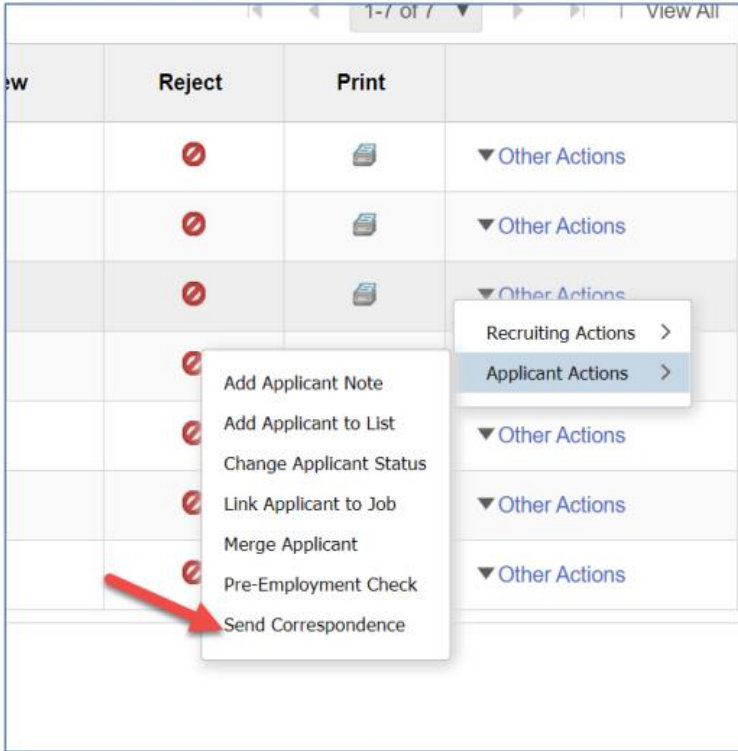 1-7 of 7
View All
ew
Reject
Print
Other Actions
Other Actions
Other Actions
Recruiting Actions
Applicant Actions
Add Applicant Note
Add Applicant to List
Change Applicant Status
Link Applicant to Job
Merge Applicant
Pre-Employment Check
Send Correspondence
Other Actions
Other Actions
Other Actions